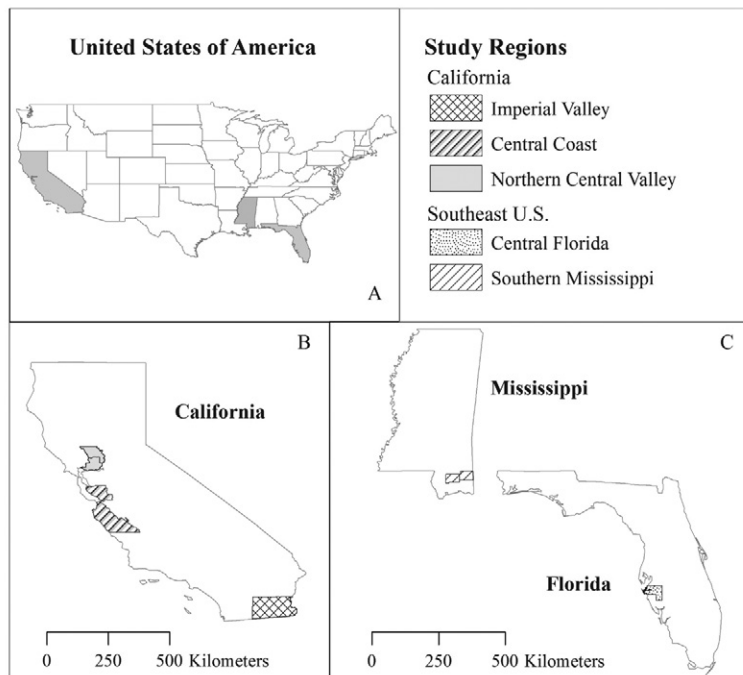 United States of America
A
Study Regions
California
Imperial Valley
Central Coast
Northern Central Valley
Southeast U.S.
Central Florida
Southern Mississippi
B
California
0 250 500 Kilometers
C
Mississippi
Florida
0 250 500 Kilometers